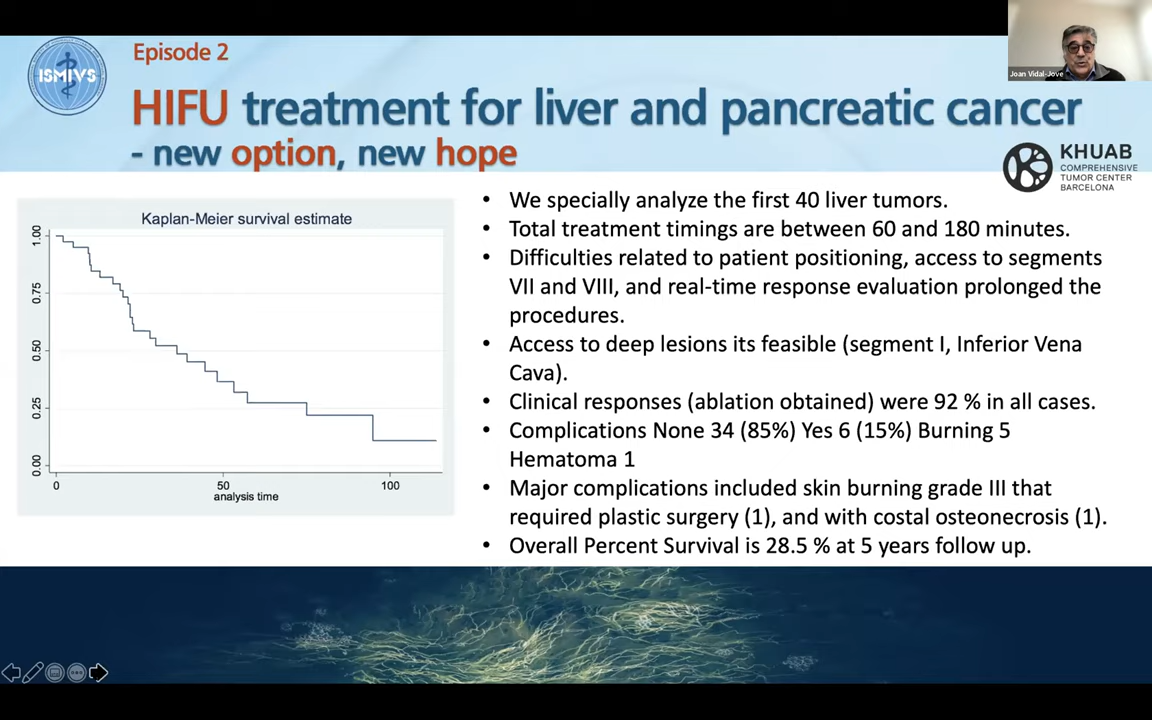 ISMIVS
Episode 2
HIFU treatment for liver and pancreatic cancer
- new option, new hope
Joan Vidal-Jove
KHUAB
COMPREHENSIVE
TUMOR CENTER
BARCELONA
Kaplan-Meier survival estimate
1.00
0.75
0.50
0.25
0.00
0 50 100
analysis time
• We specially analyze the first 40 liver tumors.
• Total treatment timings are between 60 and 180 minutes.
• Difficulties related to patient positioning, access to segments
VII and VIII, and real-time response evaluation prolonged the
procedures.
• Access to deep lesions its feasible (segment I, Inferior Vena
Cava).
• Clinical responses (ablation obtained) were 92 % in all cases.
• Complications None 34 (85%) Yes 6 (15%) Burning 5
Hematoma 1
• Major complications included skin burning grade III that
required plastic surgery (1), and with costal osteonecrosis (1).
• Overall Percent Survival is 28.5 % at 5 years follow up.